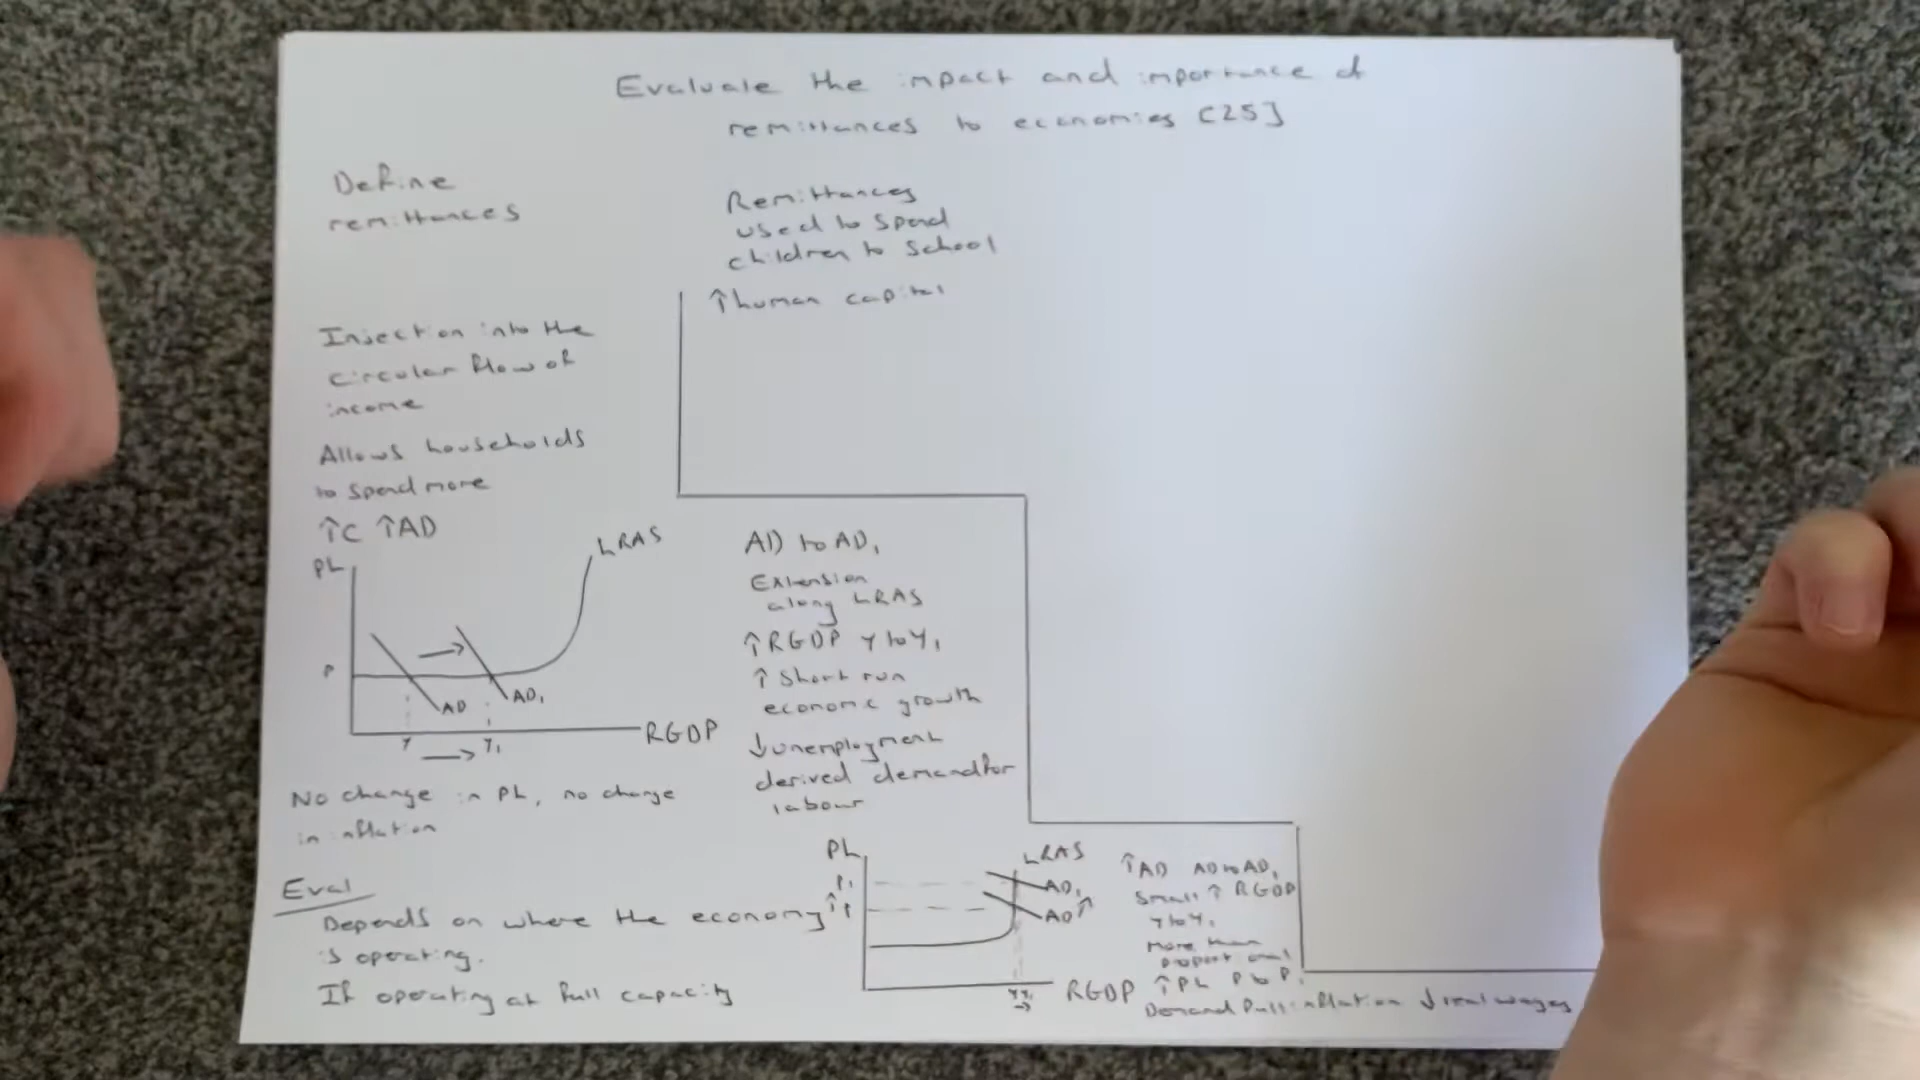 Evaluate the impact and importance of
remittances to economies [25]
Define
remittances
Injection into the
circular flow of
income
Allows households
to spend more
↑C ↑AD
PL
LRAS
P
AD
AD₁
Y
→
Y₁
RGDP
No change in PL, no change
in inflation
AD to AD₁
Extension
along LRAS
↑RGDP Y to Y₁
↑ Short run
economic growth
↓unemployment
derived demand for
labour
Remittances
used to spend
children to school
↑human capital
Eval
Depends on where the economy
is operating.
If operating at full capacity
PL
LRAS
P₁
AD₁
↑P
AD↑
Y Y₁
→
RGDP
↑AD AD to AD₁
Small ↑ RGDP
Y to Y₁
More than
proportional
↑PL P to P₁
Demand Pull inflation ↓real wages